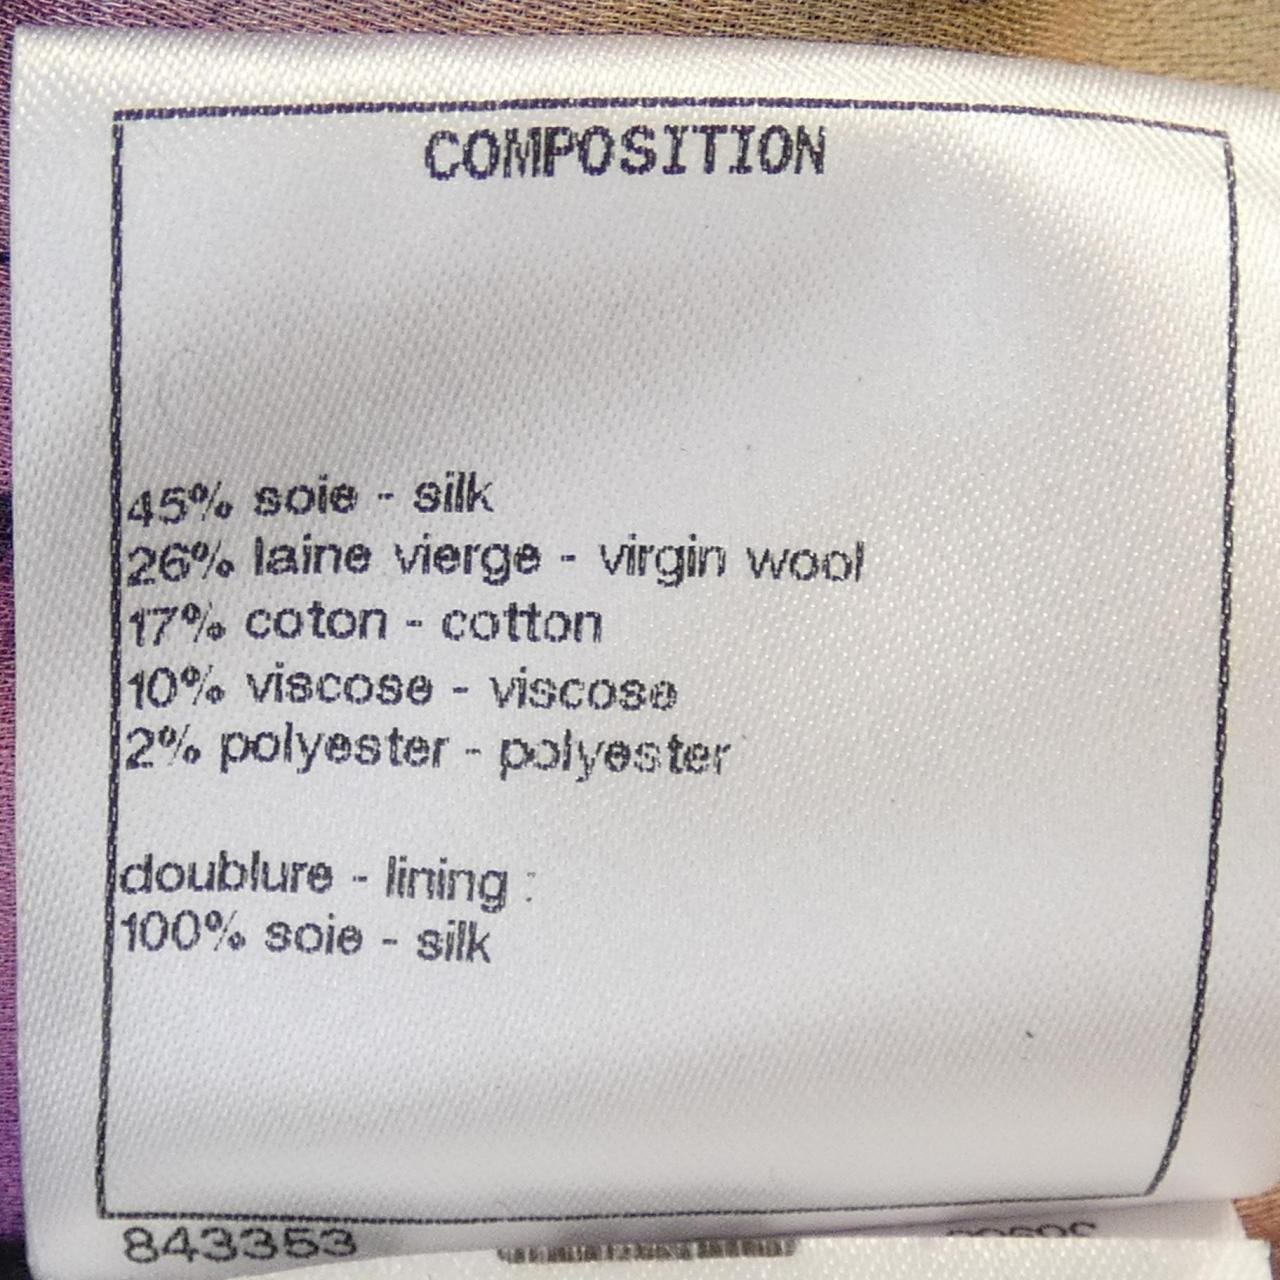 COMPOSITION
45% soie - silk
26% laine vierge - virgin wool
17% coton - cotton
10% viscose - viscose
2% polyester - polyester
doublure - lining :
100% soie - silk
843353